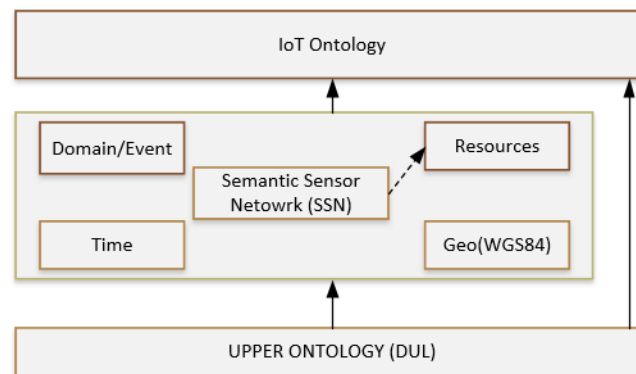 IoT Ontology
Domain/Event
Resources
Semantic Sensor
Netowrk (SSN)
Time
Geo(WGS84)
UPPER ONTOLOGY (DUL)